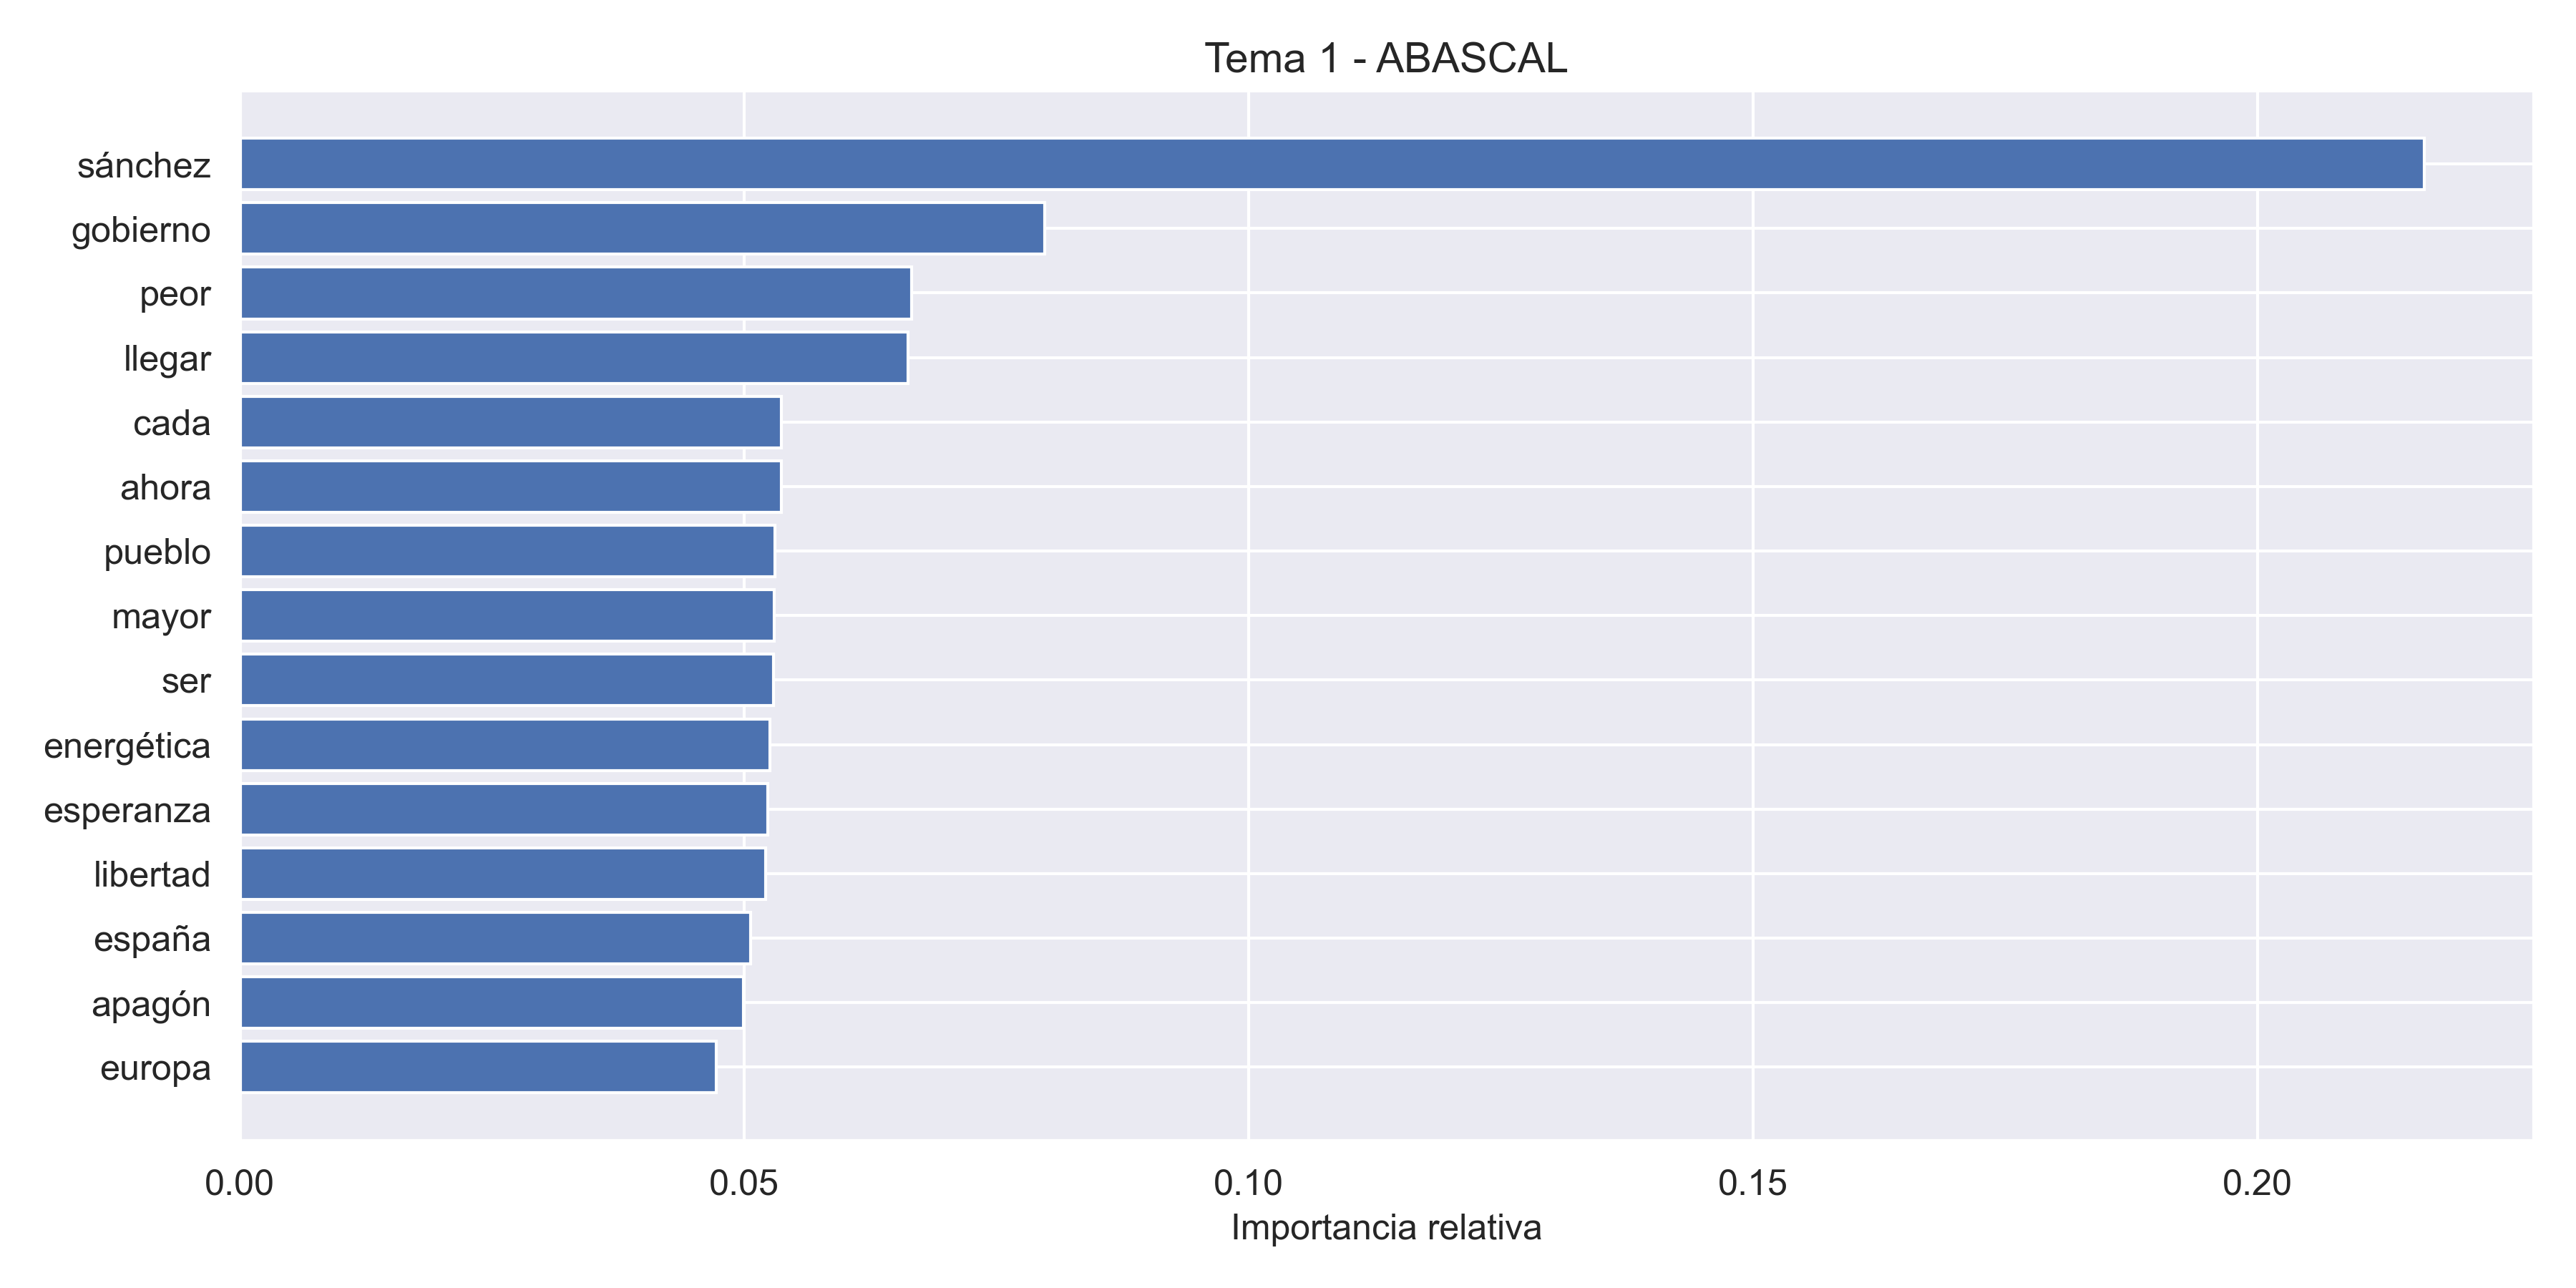 Tema 1 - ABASCAL
sánchez
gobierno
peor
llegar
cada
ahora
pueblo
mayor
ser
energética
esperanza
libertad
españa
apagón
europa
0.00 0.05 0.10 0.15 0.20
Importancia relativa